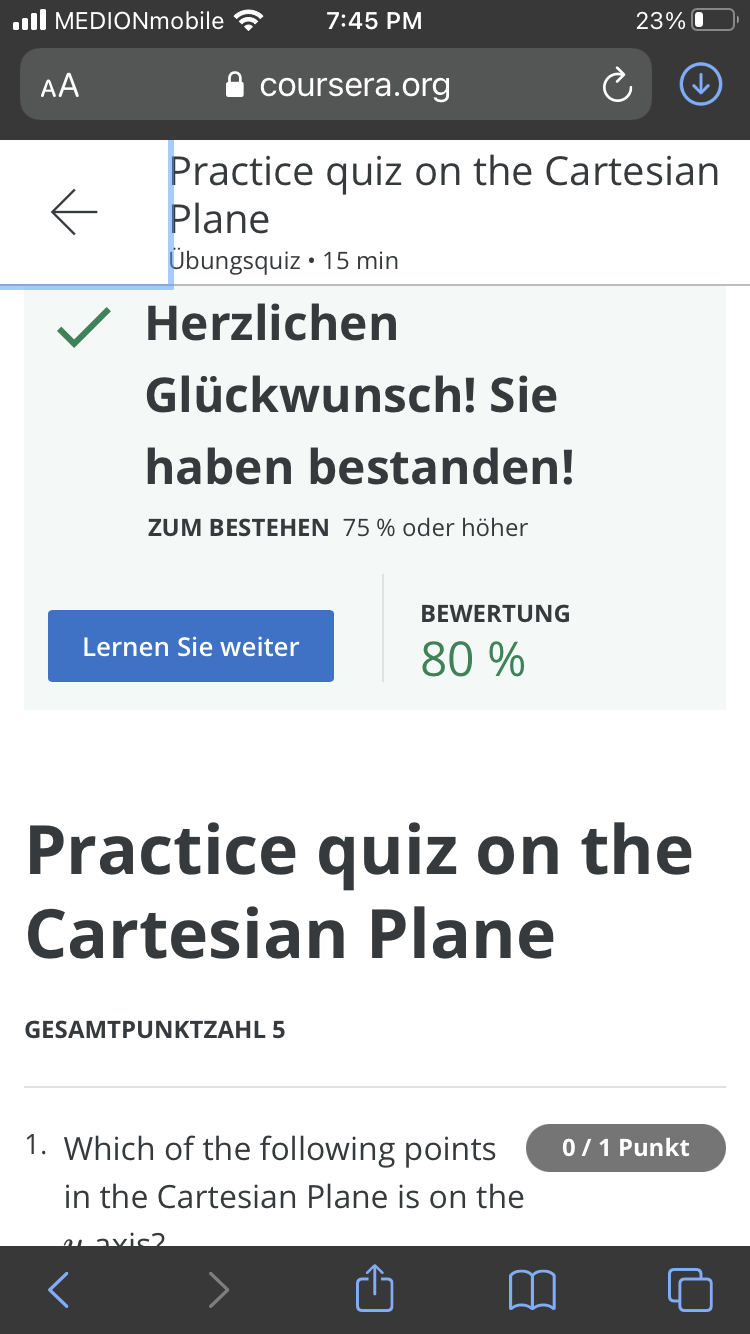 MEDIONmobile 7:45 PM 23%
AA coursera.org
Practice quiz on the Cartesian
Plane
Übungsquiz • 15 min
Herzlichen
Glückwunsch! Sie
haben bestanden!
ZUM BESTEHEN 75 % oder höher
Lernen Sie weiter
BEWERTUNG
80 %
Practice quiz on the
Cartesian Plane
GESAMTPUNKTZAHL 5
1. Which of the following points
in the Cartesian Plane is on the
axis?
0 / 1 Punkt